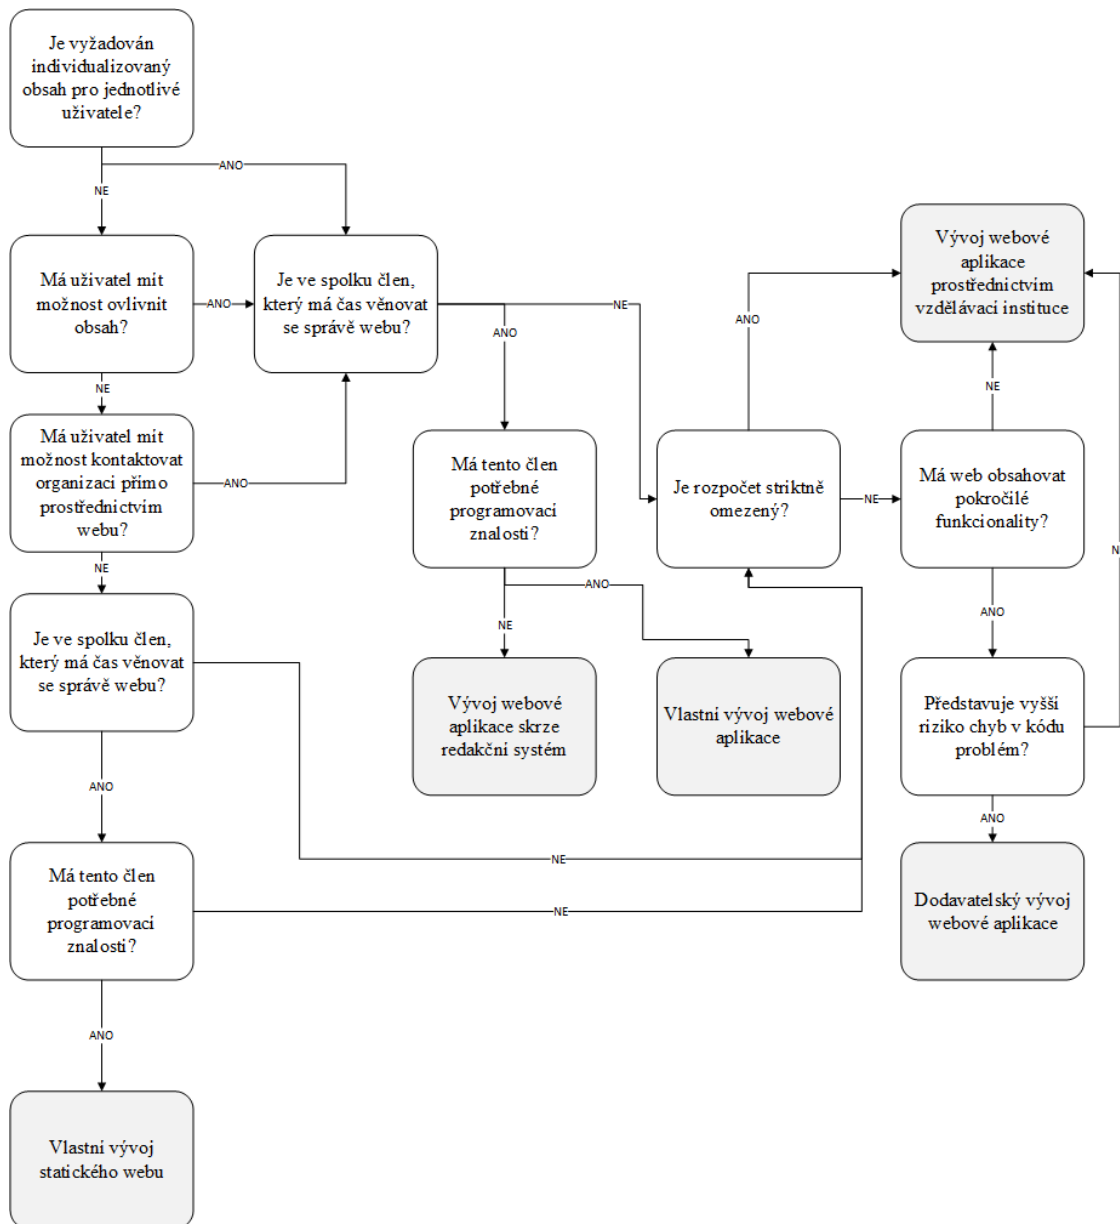 Je vyžadován
individualizovaný
obsah pro jednotlivé
uživatele?
ANO
NE
Má uživatel mít
možnost ovlivnit
obsah?
ANO
Je ve spolku člen,
který má čas věnovat
se správě webu?
NE
ANO
ANO
Vývoj webové
aplikace
prostřednictvím
vzdělávací instituce
NE
NE
Má uživatel mít
možnost kontaktovat
organizaci přímo
prostřednictvím
webu?
ANO
Má tento člen
potřebné
programovací
znalosti?
Je rozpočet striktně
omezený?
NE
Má web obsahovat
pokročilé
funkcionality?
N
NE
ANO
NE
ANO
Je ve spolku člen,
který má čas věnovat
se správě webu?
Vývoj webové
aplikace skrze
redakční systém
Vlastní vývoj webové
aplikace
Představuje vyšší
riziko chyb v kódu
problém?
ANO
ANO
NE
Má tento člen
potřebné
programovací
znalosti?
NE
Dodavatelský vývoj
webové aplikace
ANO
Vlastní vývoj
statického webu